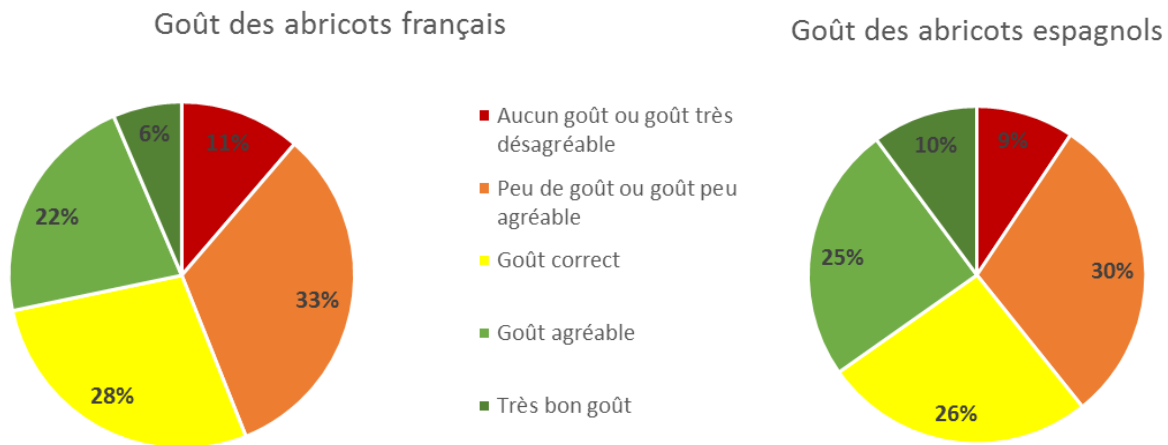 Goût des abricots français
6%
11%
22%
33%
28%
Aucun goût ou goût très
désagréable
Peu de goût ou goût peu
agréable
Goût correct
Goût agréable
Très bon goût
Goût des abricots espagnols
10%
9%
25%
30%
26%